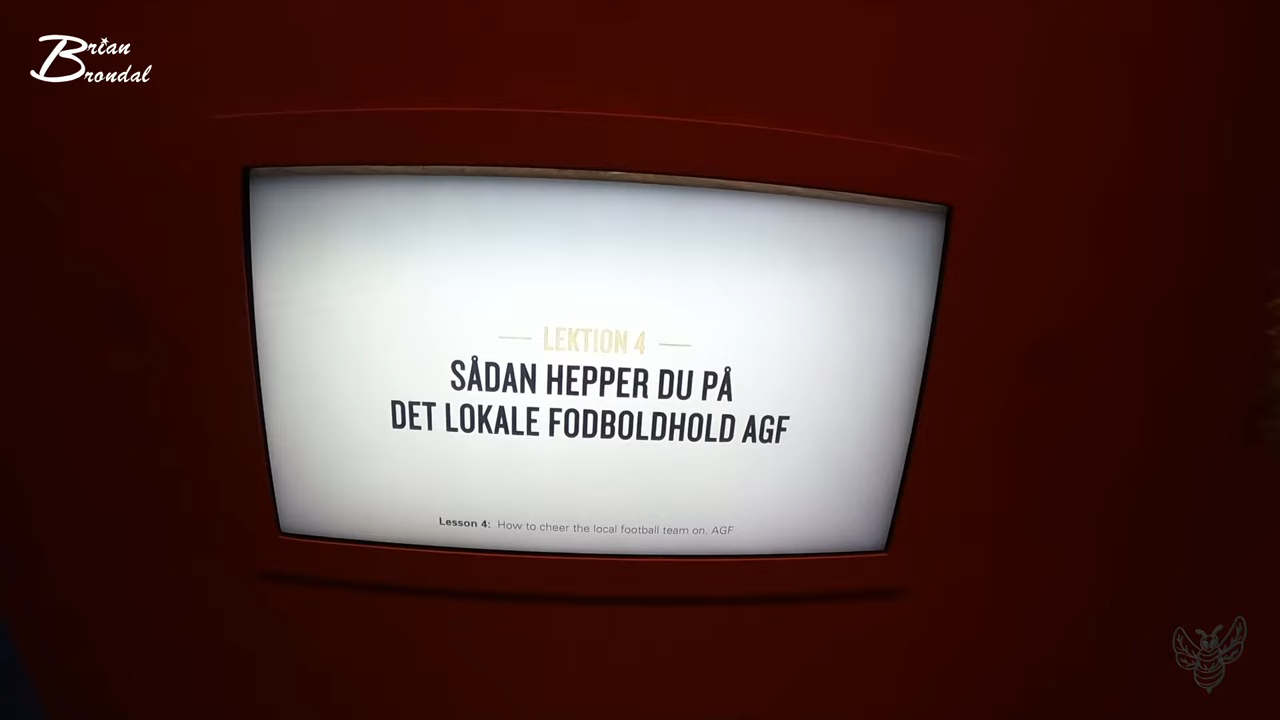 Brian
Brondal
LEKTION 4
SÅDAN HEPPER DU PÅ
DET LOKALE FODBOLDHOLD AGF
Lesson 4: How to cheer the local football team on. AGF